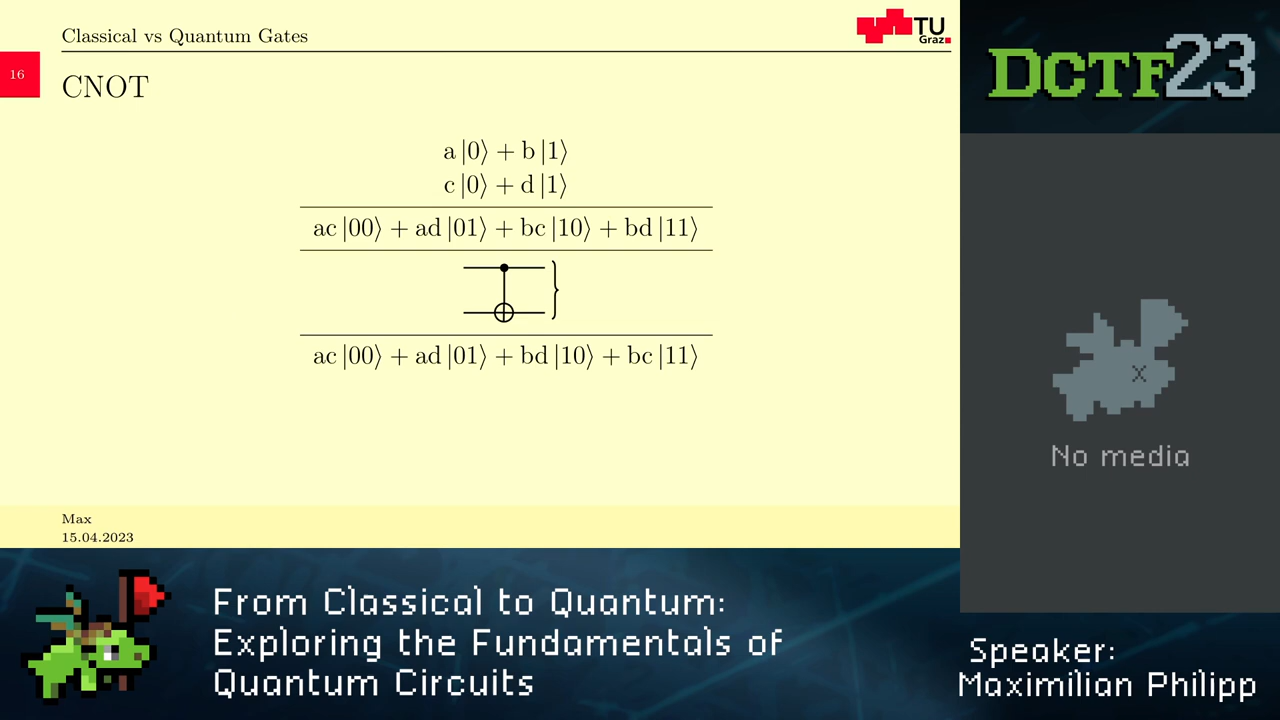 Classical vs Quantum Gates
TU
Graz
16
CNOT
a|0⟩ + b|1⟩
c|0⟩ + d|1⟩
ac|00⟩ + ad|01⟩ + bc|10⟩ + bd|11⟩
ac|00⟩ + ad|01⟩ + bd|10⟩ + bc|11⟩
Max
15.04.2023
DCTF23
No media
From Classical to Quantum:
Exploring the Fundamentals of
Quantum Circuits
Speaker:
Maximilian Philipp